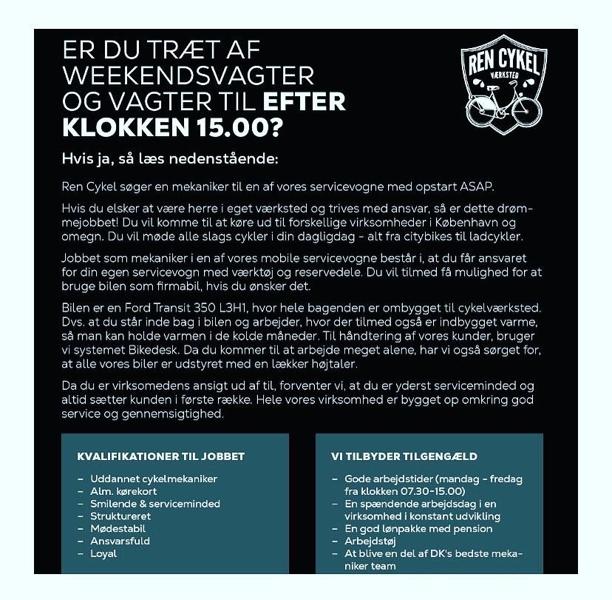 ER DU TRÆT AF
WEEKENDSVAGTER
OG VAGTER TIL EFTER
KLOKKEN 15.00?
REN CYKEL
VÆRKSTED
Hvis ja, så læs nedenstående:
Ren Cykel søger en mekaniker til en af vores servicevogne med opstart ASAP.
Hvis du elsker at være herre i eget værksted og trives med ansvar, så er dette drøm-
mejobbet! Du vil komme til at køre ud til forskellige virksomheder i København og
omegn. Du vil møde alle slags cykler i din dagligdag - alt fra citybikes til ladcykler.
Jobbet som mekaniker i en af vores mobile servicevogne består i, at du får ansvaret
for din egen servicevogn med værktøj og reservedele. Du vil tilmed få mulighed for at
bruge bilen som firmabil, hvis du ønsker det.
Bilen er en Ford Transit 350 L3H1, hvor hele bagenden er ombygget til cykelværksted.
Dvs. at du står inde bag i bilen og arbejder, hvor der tilmed også er indbygget varme,
så man kan holde varmen i de kolde måneder. Til håndtering af vores kunder, bruger
vi systemet Bikedesk. Da du kommer til at arbejde meget alene, har vi også sørget for,
at alle vores biler er udstyret med en lækker højtaler.
Da du er virksomedens ansigt ud af til, forventer vi, at du er yderst serviceminded og
altid sætter kunden i første række. Hele vores virksomhed er bygget op omkring god
service og gennemsigtighed.
KVALIFIKATIONER TIL JOBBET
- Uddannet cykelmekaniker
- Alm. kørekort
- Smilende & serviceminded
- Struktureret
- Mødestabil
- Ansvarsfuld
- Loyal
VI TILBYDER TILGENGÆLD
- Gode arbejdstider (mandag - fredag
fra klokken 07.30-15.00)
- En spændende arbejdsdag i en
virksomhed i konstant udvikling
- En god lønpakke med pension
- Arbejdstøj
- At blive en del af DK's bedste meka-
niker team